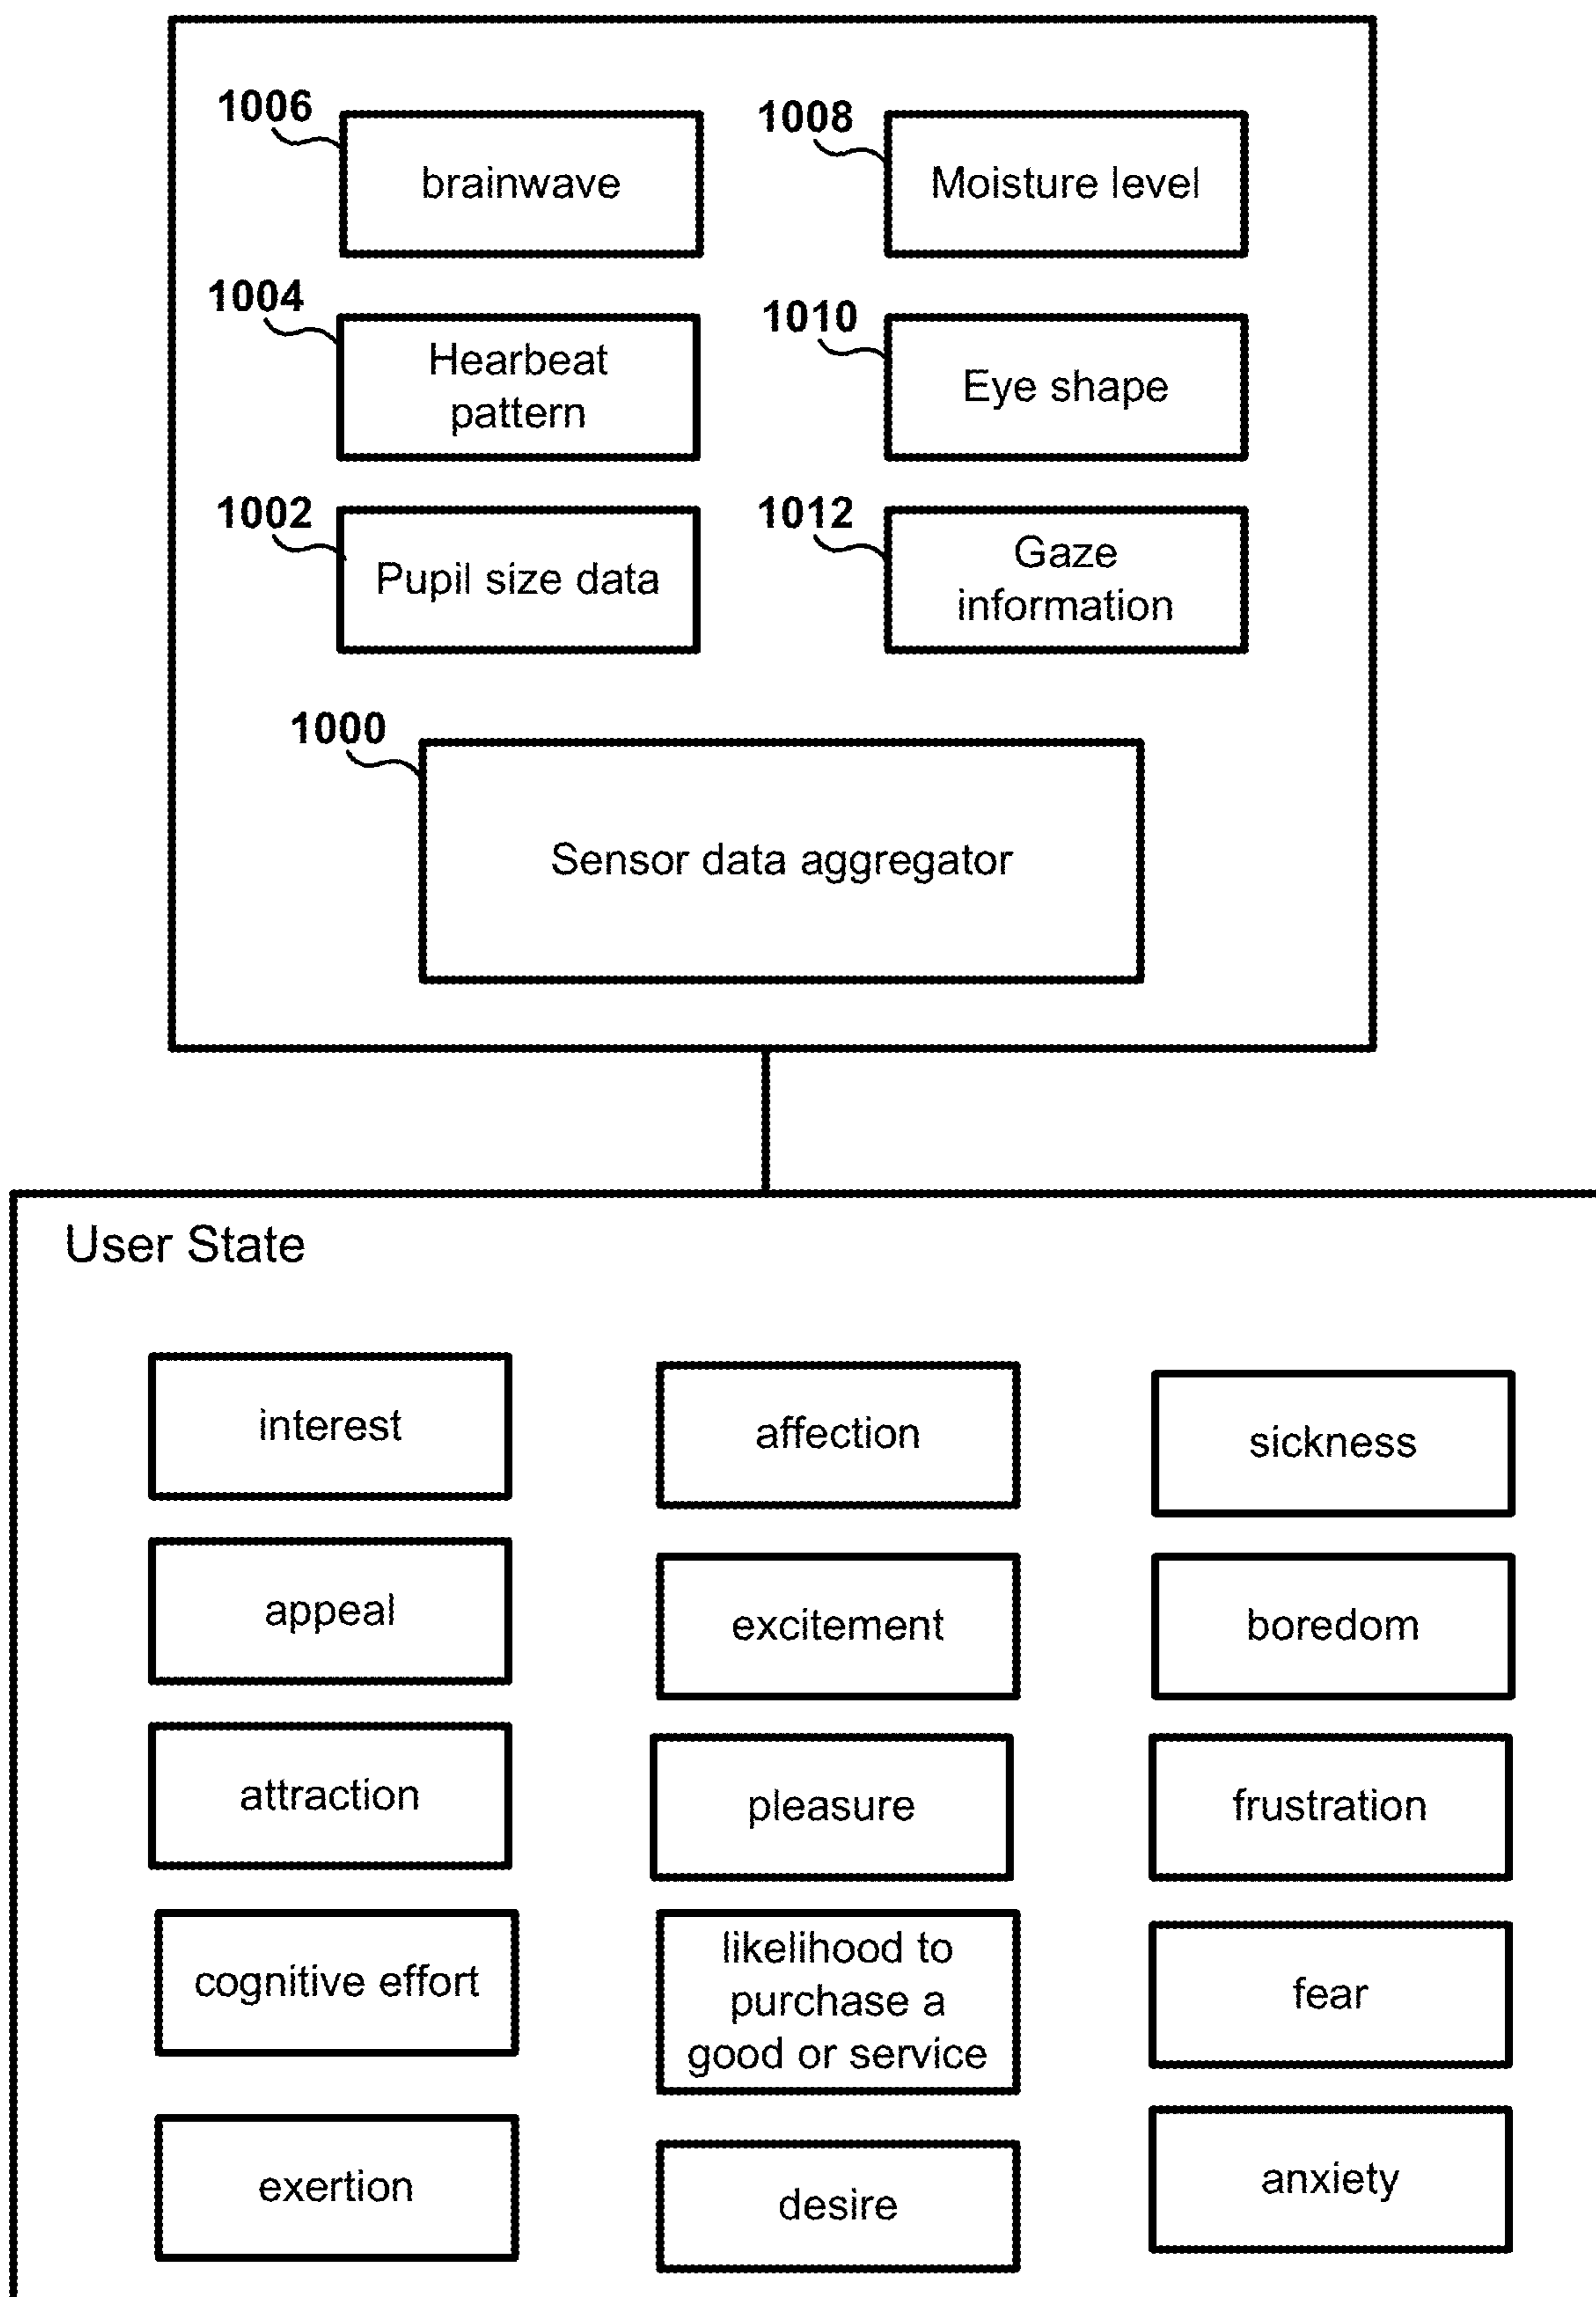 1006
brainwave
1008
Moisture level
1004
Hearbeat
pattern
1010
Eye shape
1002
Pupil size data
1012
Gaze
information
1000
Sensor data aggregator
User State
interest
affection
sickness
appeal
excitement
boredom
attraction
pleasure
frustration
cognitive effort
likelihood to
purchase a
good or service
fear
exertion
desire
anxiety